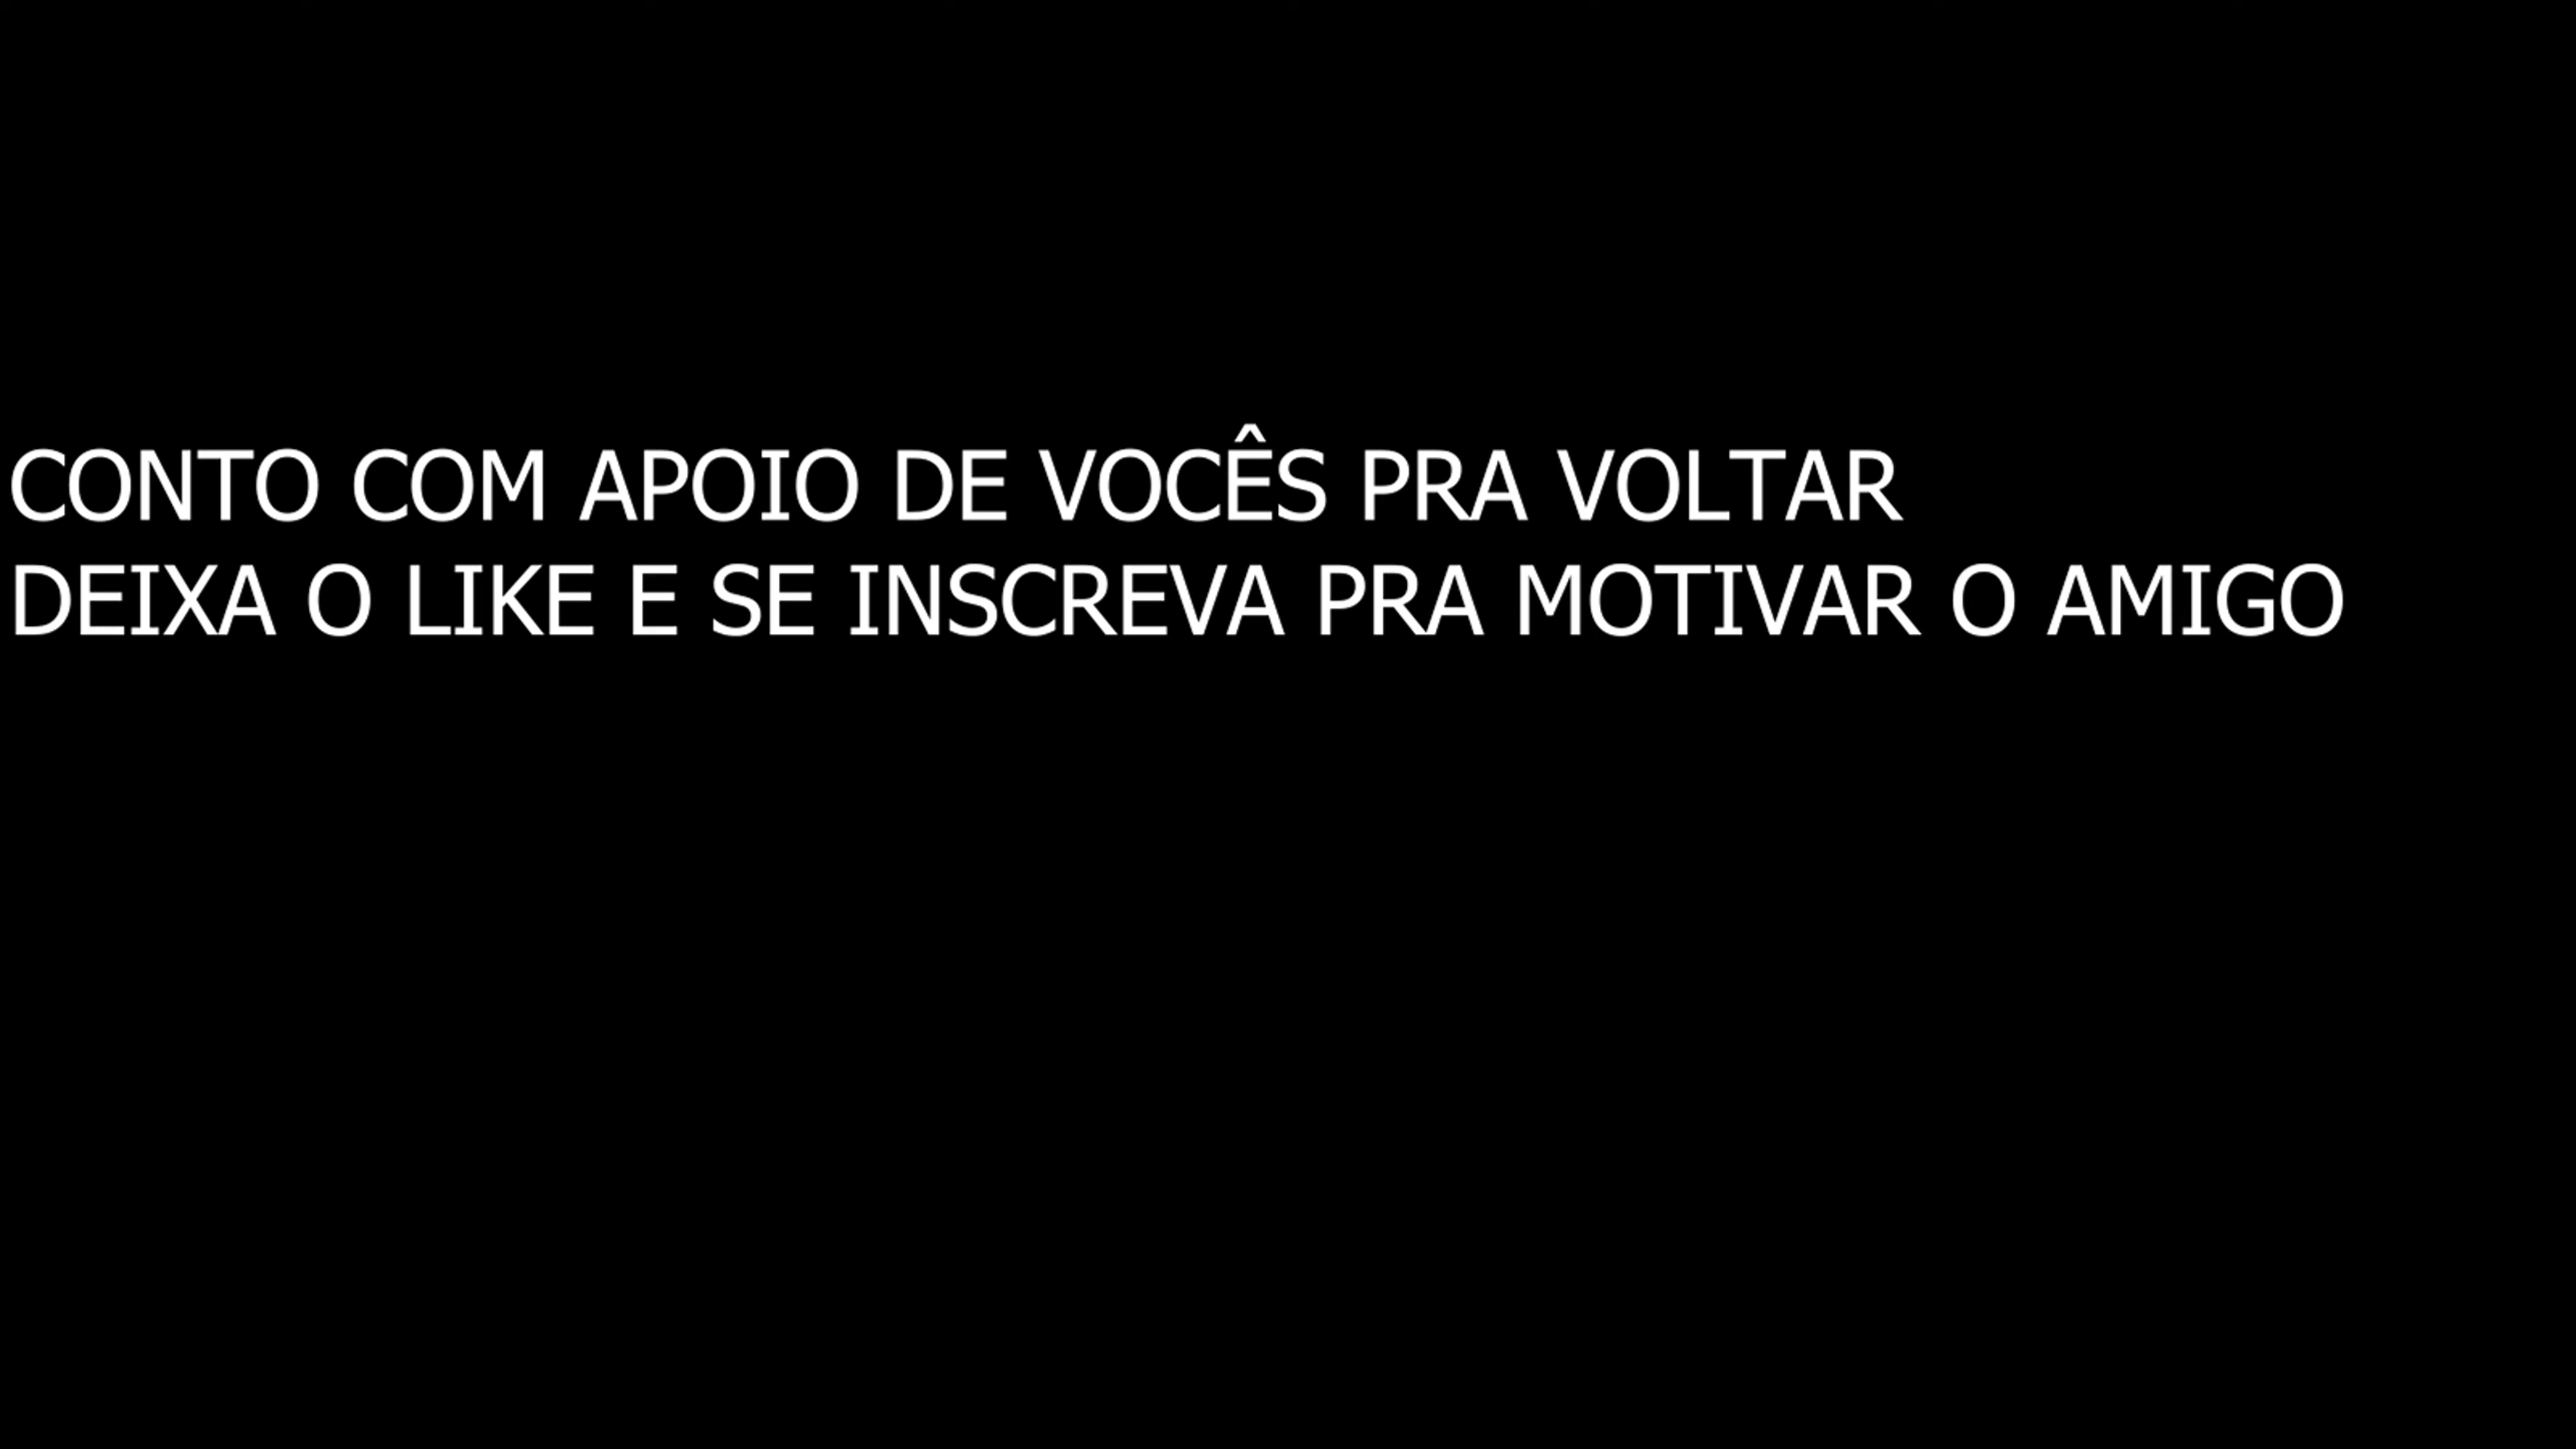 CONTO COM APOIO DE VOCÊS PRA VOLTAR
DEIXA O LIKE E SE INSCREVA PRA MOTIVAR O AMIGO